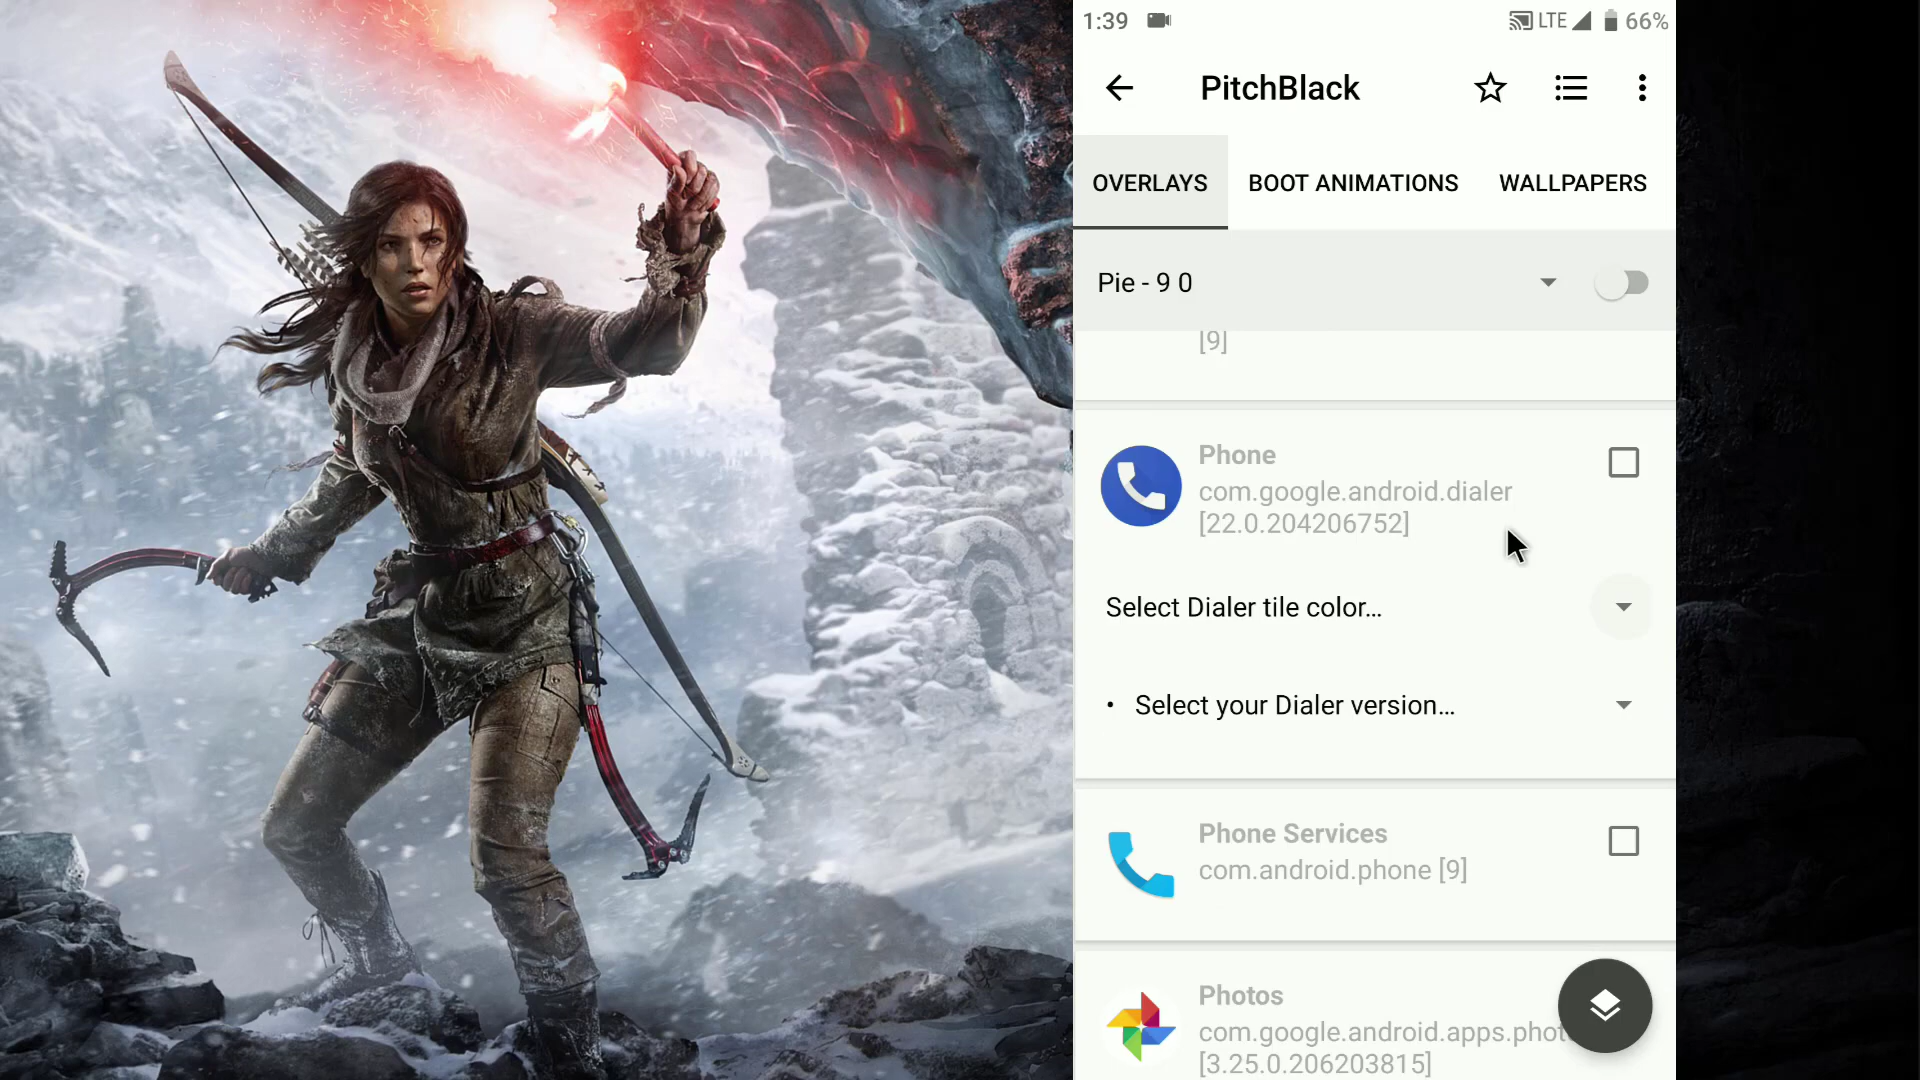 1:39
LTE 66%
PitchBlack
OVERLAYS BOOT ANIMATIONS WALLPAPERS
Pie - 9 0
[9]
Phone
com.google.android.dialer
[22.0.204206752]
Select Dialer tile color...
• Select your Dialer version...
Phone Services
com.android.phone [9]
Photos
com.google.android.apps.phot
[3.25.0.206203815]